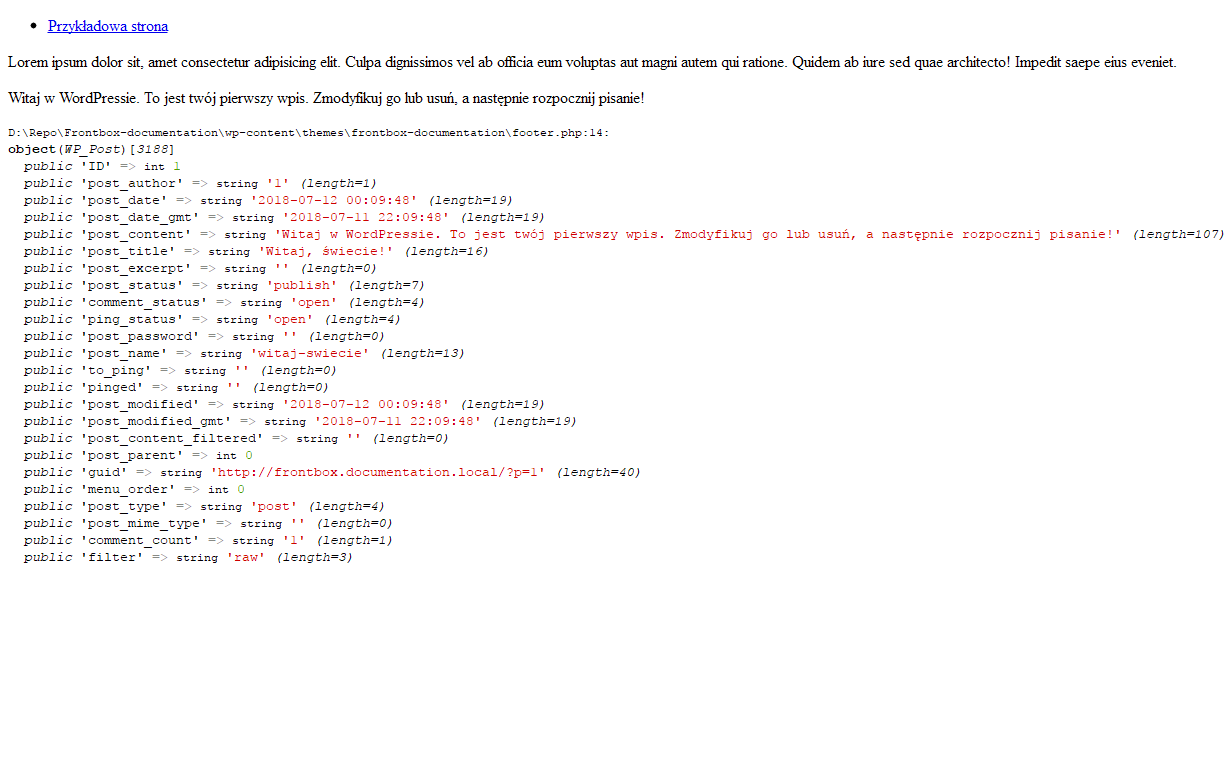 Przykładowa strona
Lorem ipsum dolor sit, amet consectetur adipisicing elit. Culpa dignissimos vel ab officia eum voluptas aut magni autem qui ratione. Quidem ab iure sed quae architecto! Impedit saepe eius eveniet.
Witaj w WordPressie. To jest twój pierwszy wpis. Zmodyfikuj go lub usuń, a następnie rozpocznij pisanie!
D:\Repo\Frontbox-documentation\wp-content\themes\frontbox-documentation\footer.php:14:
object(WP_Post)[3188]
public 'ID' => int 1
public 'post_author' => string '1' (length=1)
public 'post_date' => string '2018-07-12 00:09:48' (length=19)
public 'post_date_gmt' => string '2018-07-11 22:09:48' (length=19)
public 'post_content' => string 'Witaj w WordPressie. To jest twój pierwszy wpis. Zmodyfikuj go lub usuń, a następnie rozpocznij pisanie!' (length=107)
public 'post_title' => string 'Witaj, świecie!' (length=16)
public 'post_excerpt' => string '' (length=0)
public 'post_status' => string 'publish' (length=7)
public 'comment_status' => string 'open' (length=4)
public 'ping_status' => string 'open' (length=4)
public 'post_password' => string '' (length=0)
public 'post_name' => string 'witaj-swiecie' (length=13)
public 'to_ping' => string '' (length=0)
public 'pinged' => string '' (length=0)
public 'post_modified' => string '2018-07-12 00:09:48' (length=19)
public 'post_modified_gmt' => string '2018-07-11 22:09:48' (length=19)
public 'post_content_filtered' => string '' (length=0)
public 'post_parent' => int 0
public 'guid' => string 'http://frontbox.documentation.local/?p=1' (length=40)
public 'menu_order' => int 0
public 'post_type' => string 'post' (length=4)
public 'post_mime_type' => string '' (length=0)
public 'comment_count' => string '1' (length=1)
public 'filter' => string 'raw' (length=3)